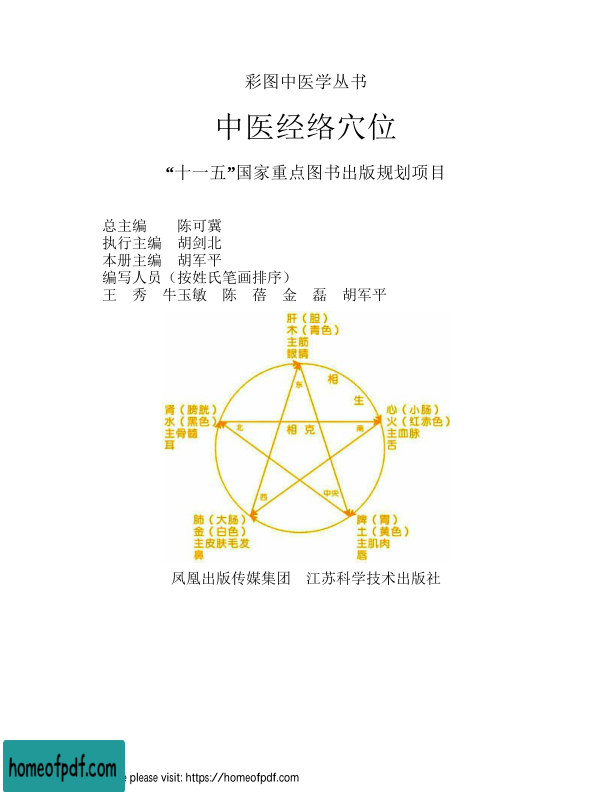 彩图中医学丛书
中医经络穴位
“十一五”国家重点图书出版规划项目
总主编　　陈可冀
执行主编　胡剑北
本册主编　胡军平
编写人员（按姓氏笔画排序）
王　秀　牛玉敏　陈　蓓　金　磊　胡军平
肝（胆）
木（青色）
主筋
眼睛
东
相
生
肾（膀胱）
水（黑色）
主骨髓
耳
心（小肠）
火（红赤色）
主血脉
舌
北
相克
南
西
中央
肺（大肠）
金（白色）
主皮肤毛发
鼻
脾（胃）
土（黄色）
主肌肉
唇
凤凰出版传媒集团　江苏科学技术出版社
homeofpdf.com
please visit: https://homeofpdf.com